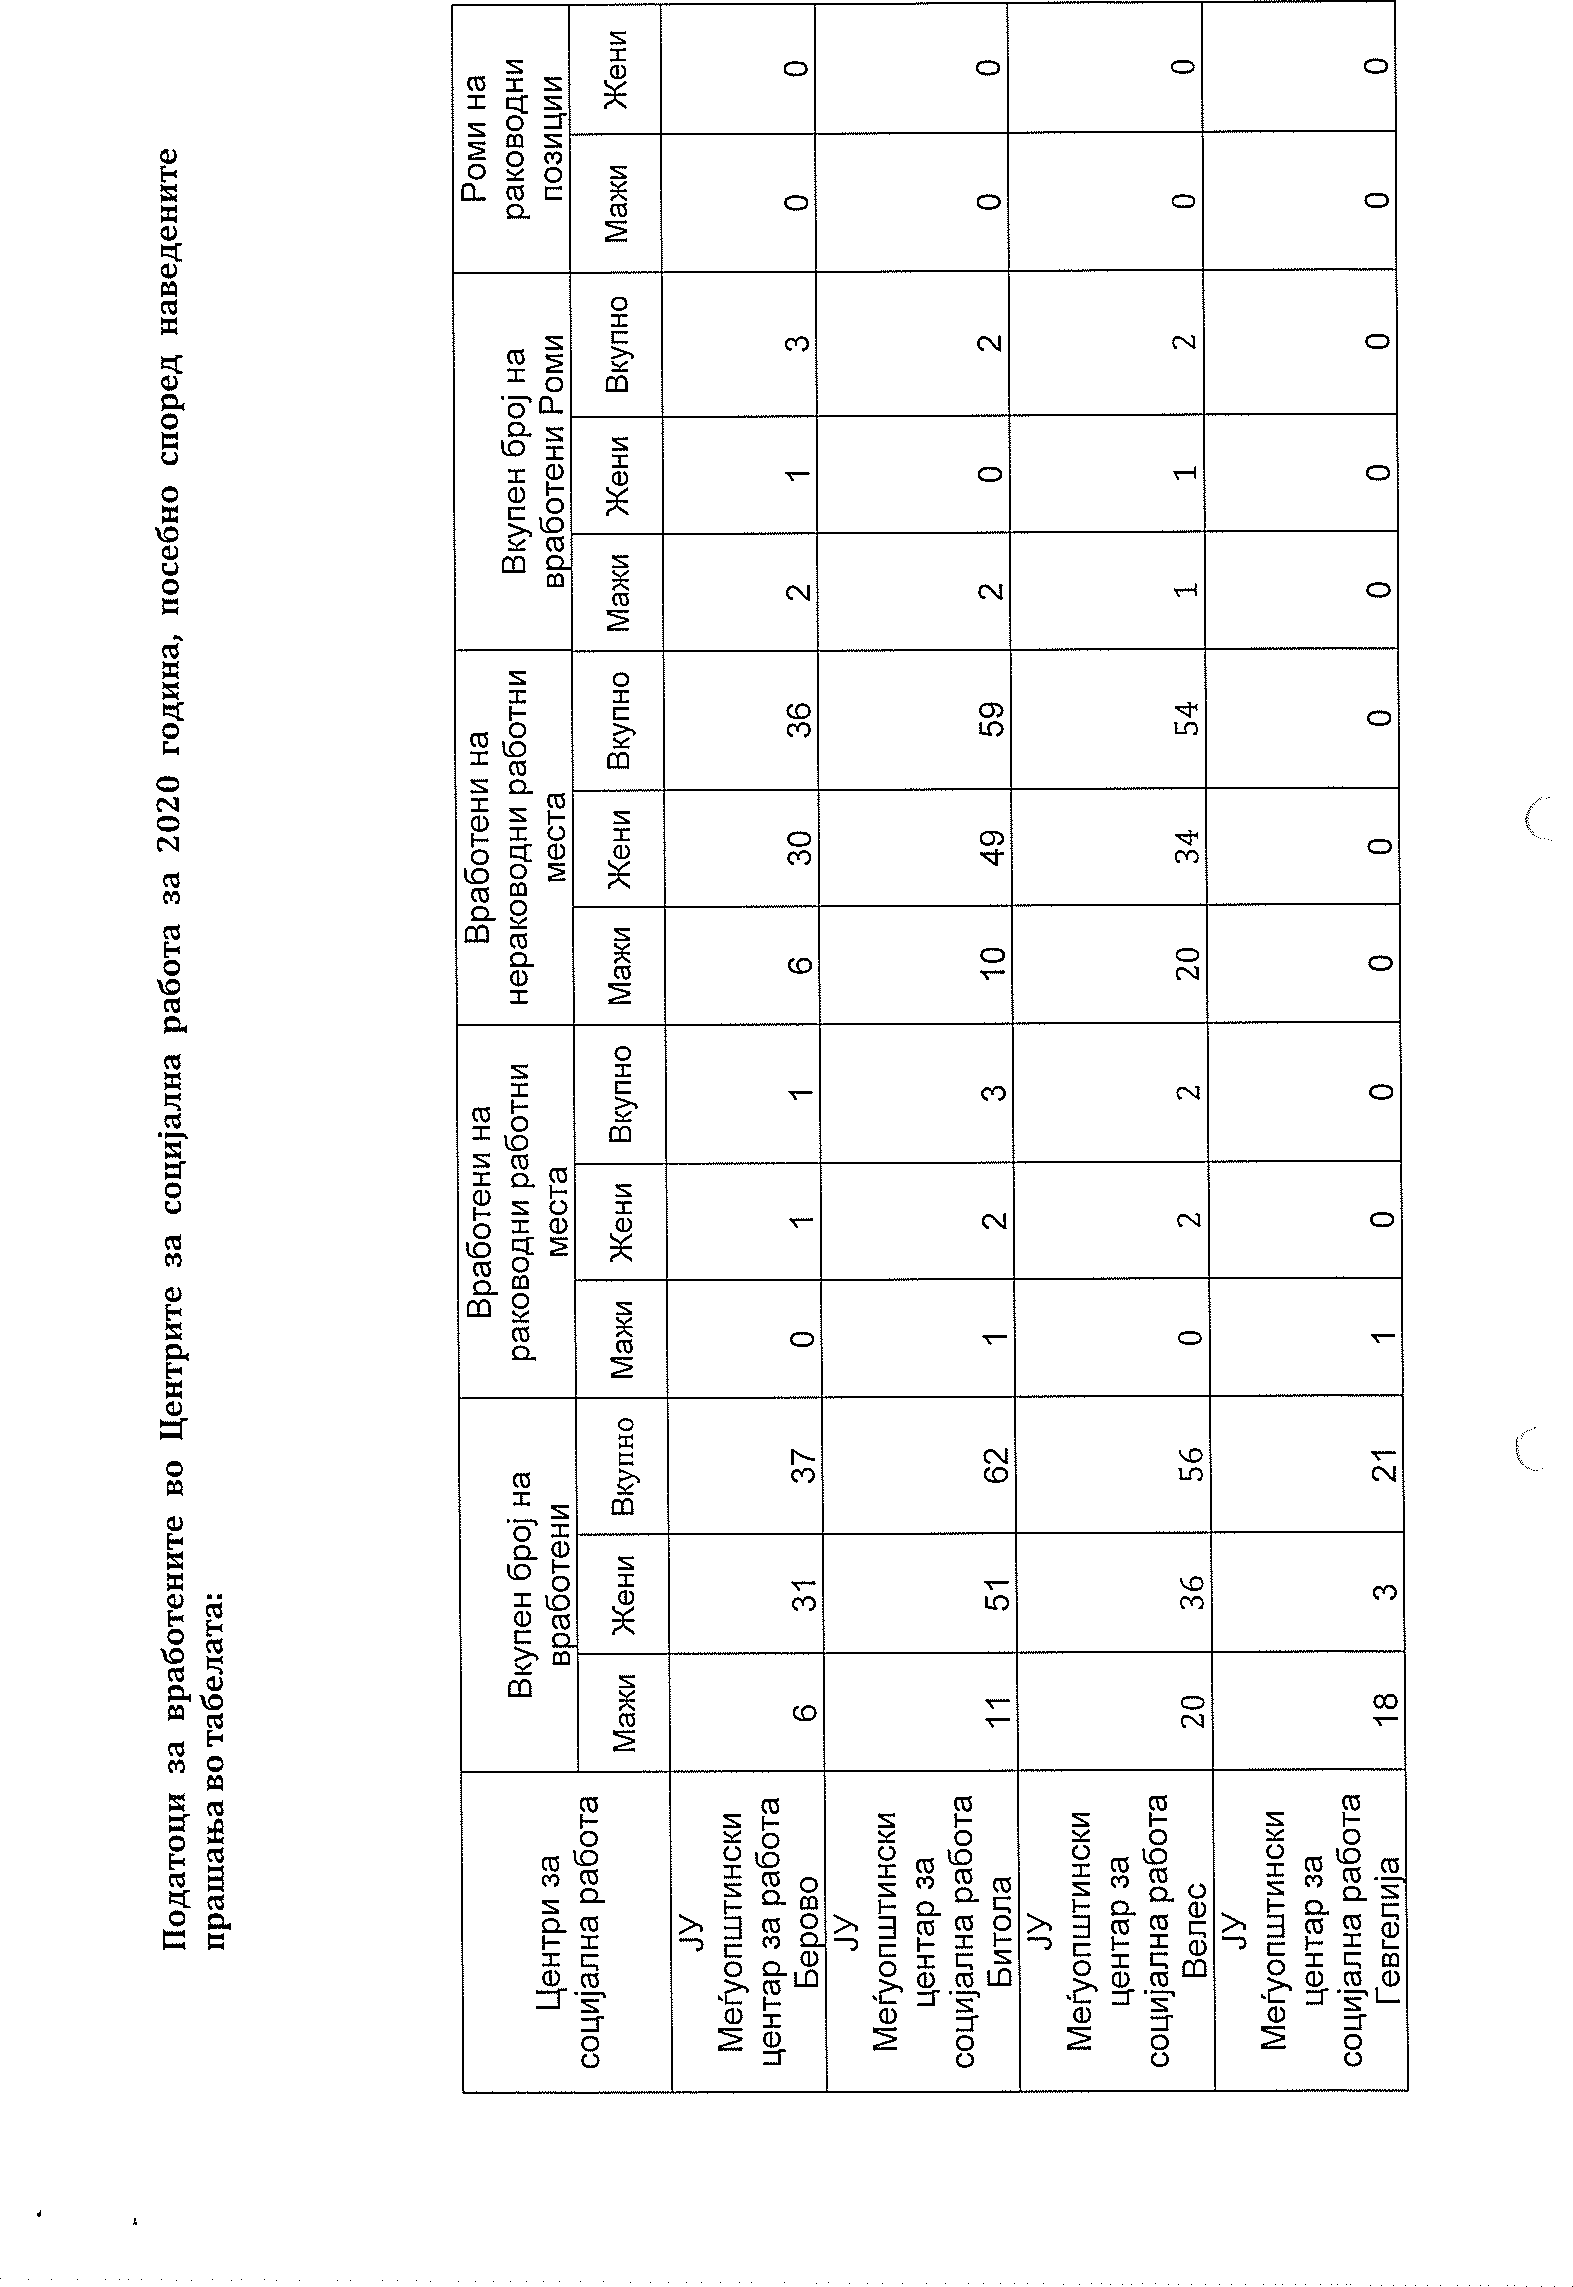 Податоци за вработените во Центрите за социјална работа за 2020 година, посебно според наведените
прашања во табелата:
Центри за
социјална работа
Вкупен број на
вработени
Вработени на
раководни работни
места
Вработени на
нераководни работни
места
Вкупен број на
вработени Роми
Роми на
раководни
позиции
Мажи Жени Вкупно Мажи Жени Вкупно Мажи Жени Вкупно Мажи Жени Вкупно Мажи Жени
ЈУ
Меѓуопштински
центар за работа
Берово
6 31 37 0 1 1 6 30 36 2 1 3 0 0
ЈУ
Меѓуопштински
центар за
социјална работа
Битола
11 51 62 1 2 3 10 49 59 2 0 2 0 0
ЈУ
Меѓуопштински
центар за
социјална работа
Велес
20 36 56 0 2 2 20 34 54 1 1 2 0 0
ЈУ
Меѓуопштински
центар за
социјална работа
Гевгелија
18 3 21 1 0 0 0 0 0 0 0 0 0 0